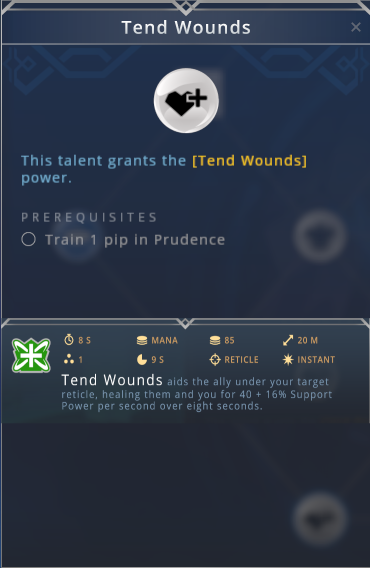 Tend Wounds
This talent grants the [Tend Wounds]
power.
PREREQUISITES
Train 1 pip in Prudence
8 S MANA 85 20 M
1 9 S RETICLE INSTANT
Tend Wounds aids the ally under your target
reticle, healing them and you for 40 + 16% Support
Power per second over eight seconds.